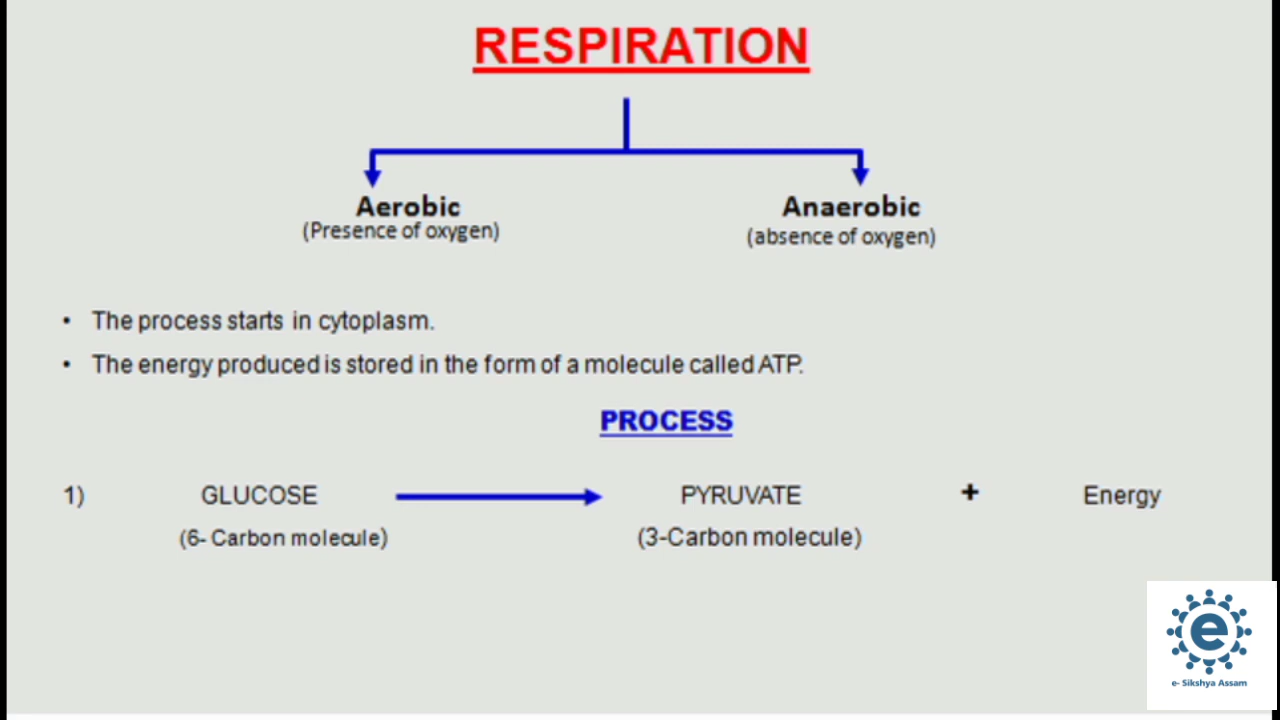 RESPIRATION
Aerobic
(Presence of oxygen)
Anaerobic
(absence of oxygen)
• The process starts in cytoplasm.
• The energy produced is stored in the form of a molecule called ATP.
PROCESS
1) GLUCOSE PYRUVATE + Energy
(6- Carbon molecule) (3-Carbon molecule)
e
e- Sikshya Assam